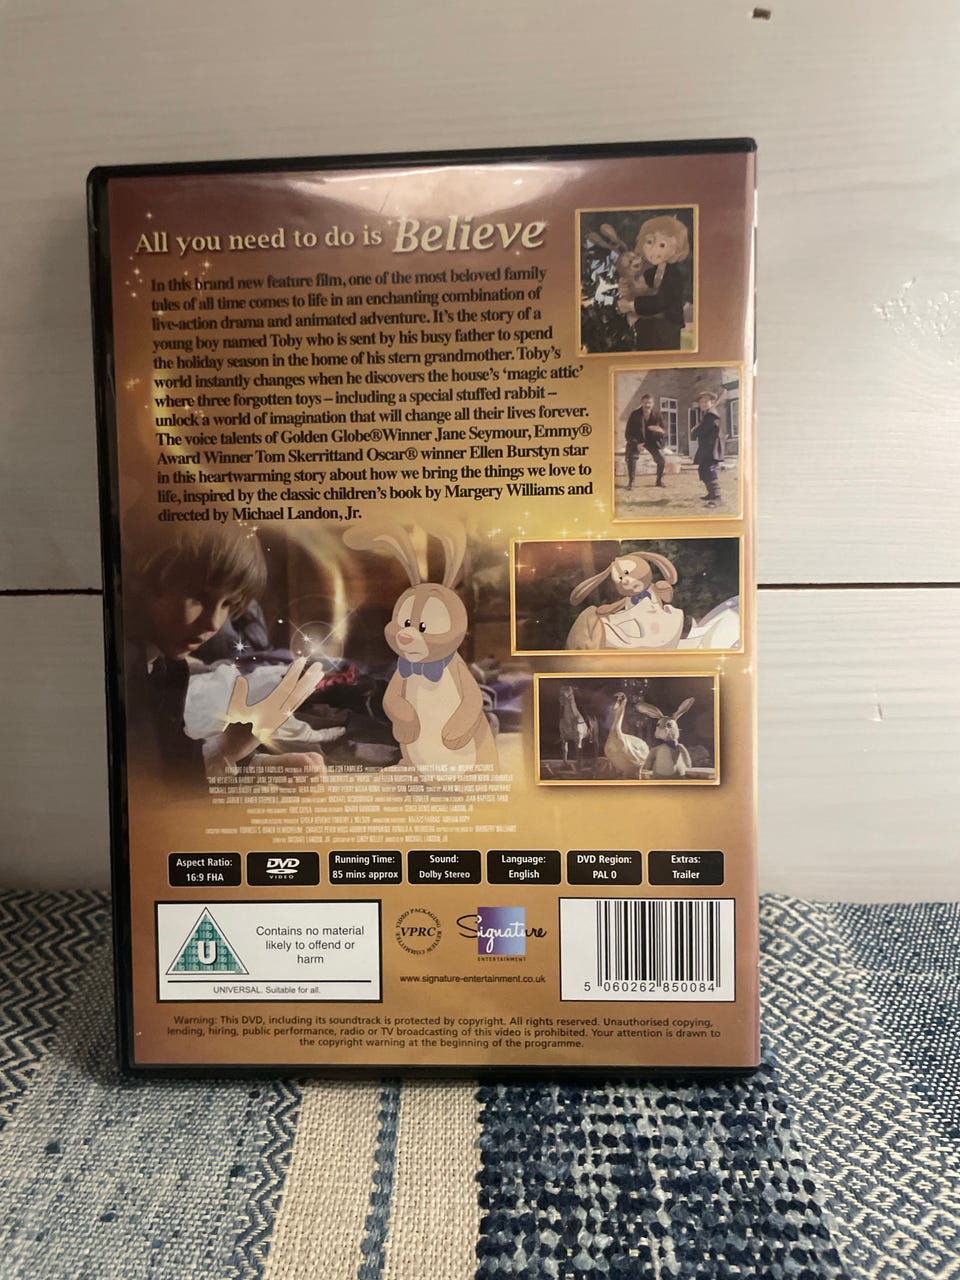 All you need to do is Believe
In this brand new feature film, one of the most beloved family
tales of all time comes to life in an enchanting combination of
live-action drama and animated adventure. It's the story of a
young boy named Toby who is sent by his busy father to spend
the holiday season in the home of his stern grandmother. Toby's
world instantly changes when he discovers the house's 'magic attic'
where three forgotten toys – including a special stuffed rabbit –
unlock a world of imagination that will change all their lives forever.
The voice talents of Golden Globe®Winner Jane Seymour, Emmy®
Award Winner Tom Skerrittand Oscar® winner Ellen Burstyn star
in this heartwarming story about how we bring the things we love to
life, inspired by the classic children's book by Margery Williams and
directed by Michael Landon, Jr.
Aspect Ratio:
16:9 FHA
DVD
VIDEO
Running Time:
85 mins approx
Sound:
Dolby Stereo
Language:
English
DVD Region:
PAL 0
Extras:
Trailer
U
Contains no material
likely to offend or
harm
UNIVERSAL. Suitable for all.
VIDEO PACKAGING REVIEW COMMITTEE
VPRC
Signature
ENTERTAINMENT
www.signature-entertainment.co.uk
5 060262 850084
Warning: This DVD, including its soundtrack is protected by copyright. All rights reserved. Unauthorised copying,
lending, hiring, public performance, radio or TV broadcasting of this video is prohibited. Your attention is drawn to
the copyright warning at the beginning of the programme.